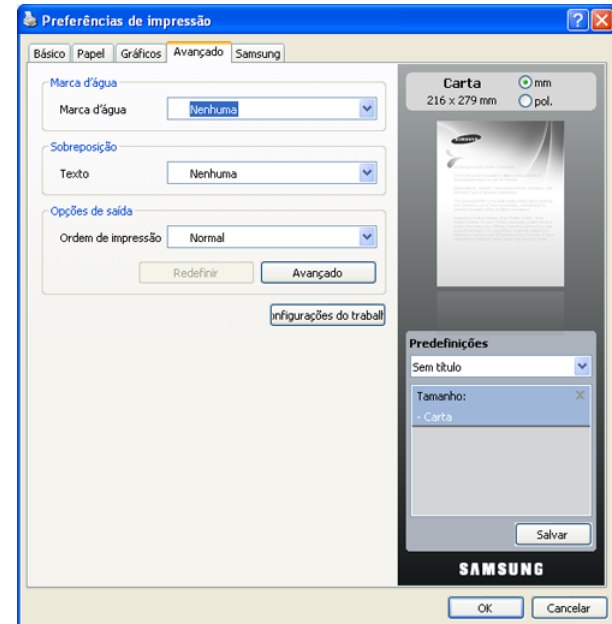 Preferências de impressão
Básico Papel Gráficos Avançado Samsung
Marca d'água
Marca d'água Nenhuma
Sobreposição
Texto Nenhuma
Opções de saída
Ordem de impressão Normal
Redefinir Avançado
onfigurações do trabalh
Carta mm
216 x 279 mm pol.
SAMSUNG
Predefinições
Sem título
Tamanho: X
- Carta
Salvar
SAMSUNG
OK Cancelar